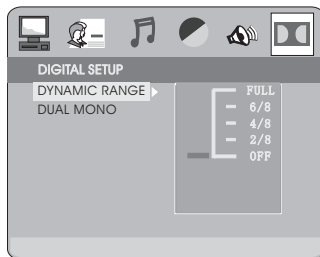 DIGITAL SETUP
DYNAMIC RANGE
DUAL MONO
FULL
6/8
4/8
2/8
OFF